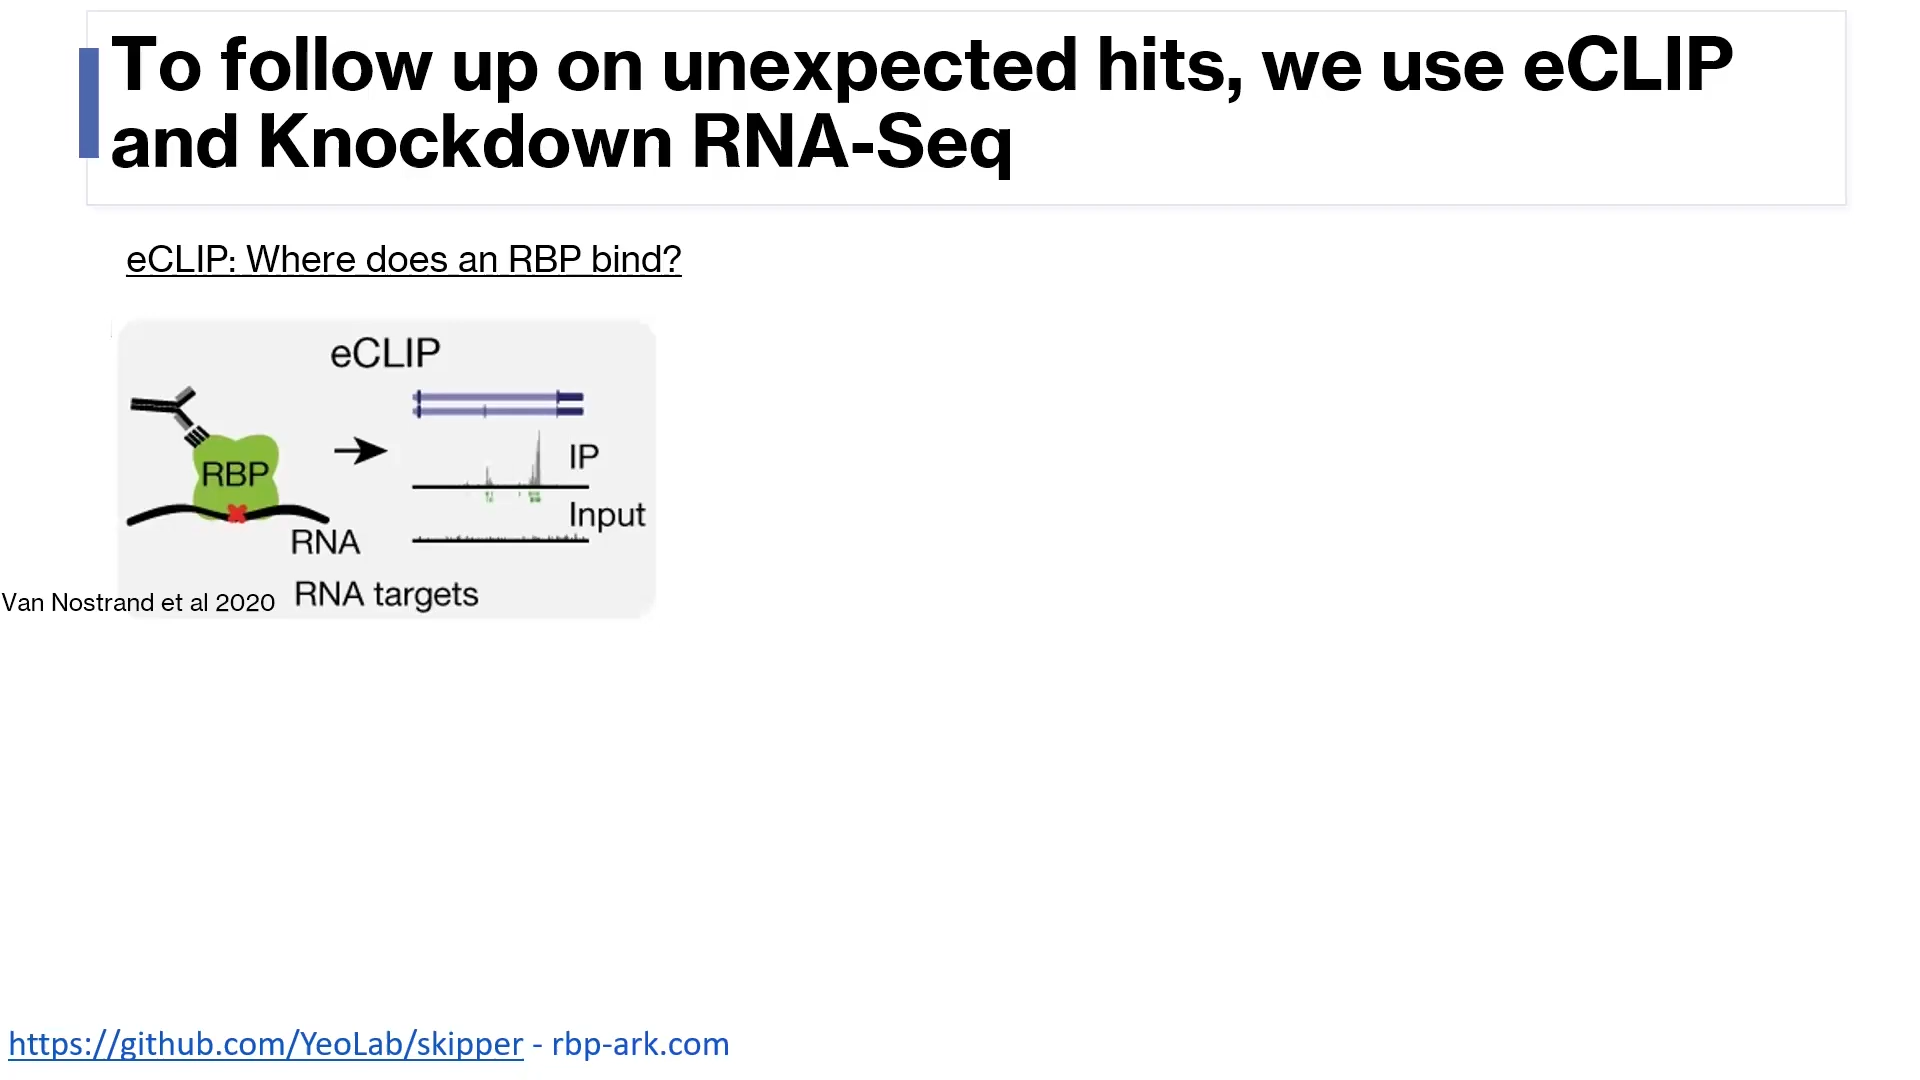 To follow up on unexpected hits, we use eCLIP
and Knockdown RNA-Seq
eCLIP: Where does an RBP bind?
eCLIP
RBP
IP
Input
RNA
RNA targets
Van Nostrand et al 2020
https://github.com/YeoLab/skipper - rbp-ark.com